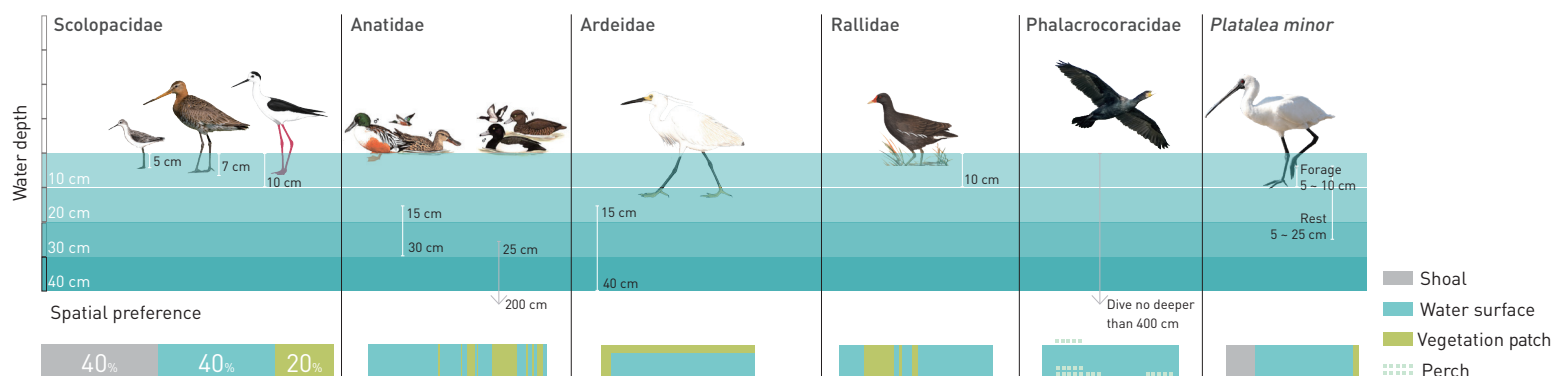 Scolopacidae
Anatidae
Ardeidae
Rallidae
Phalacrocoracidae
Platalea minor
Water depth
5 cm
7 cm
10 cm
10 cm
10 cm
Forage
5 ~ 10 cm
20 cm
15 cm
15 cm
Rest
5 ~ 25 cm
30 cm
30 cm
25 cm
40 cm
40 cm
200 cm
Dive no deeper
than 400 cm
Spatial preference
40%
40%
20%
Shoal
Water surface
Vegetation patch
Perch